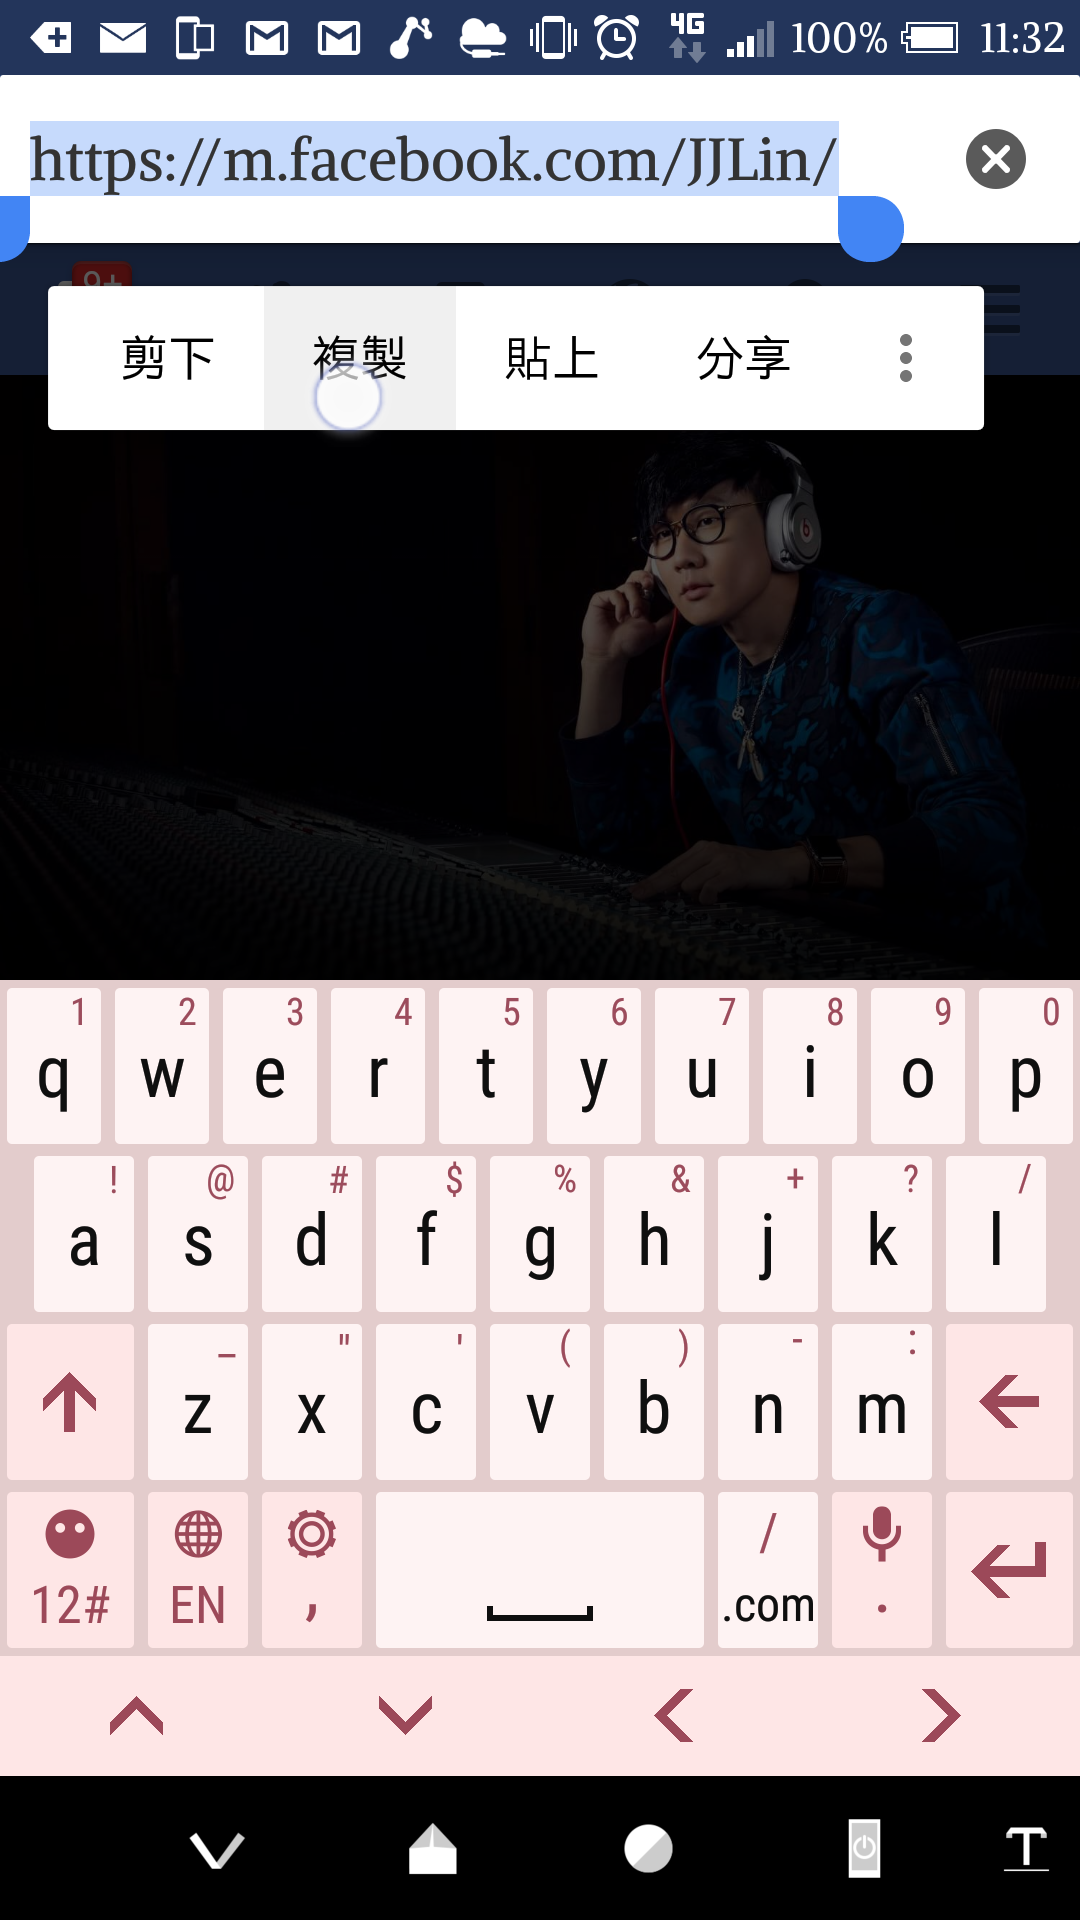 4G 100% 11:32
https://m.facebook.com/JJLin/
9+
剪下 複製 貼上 分享
1 2 3 4 5 6 7 8 9 0
q w e r t y u i o p
! @ # $ % & + ? /
a s d f g h j k l
_ " ' ( ) - :
z x c v b n m
/
12# EN , .com .
T